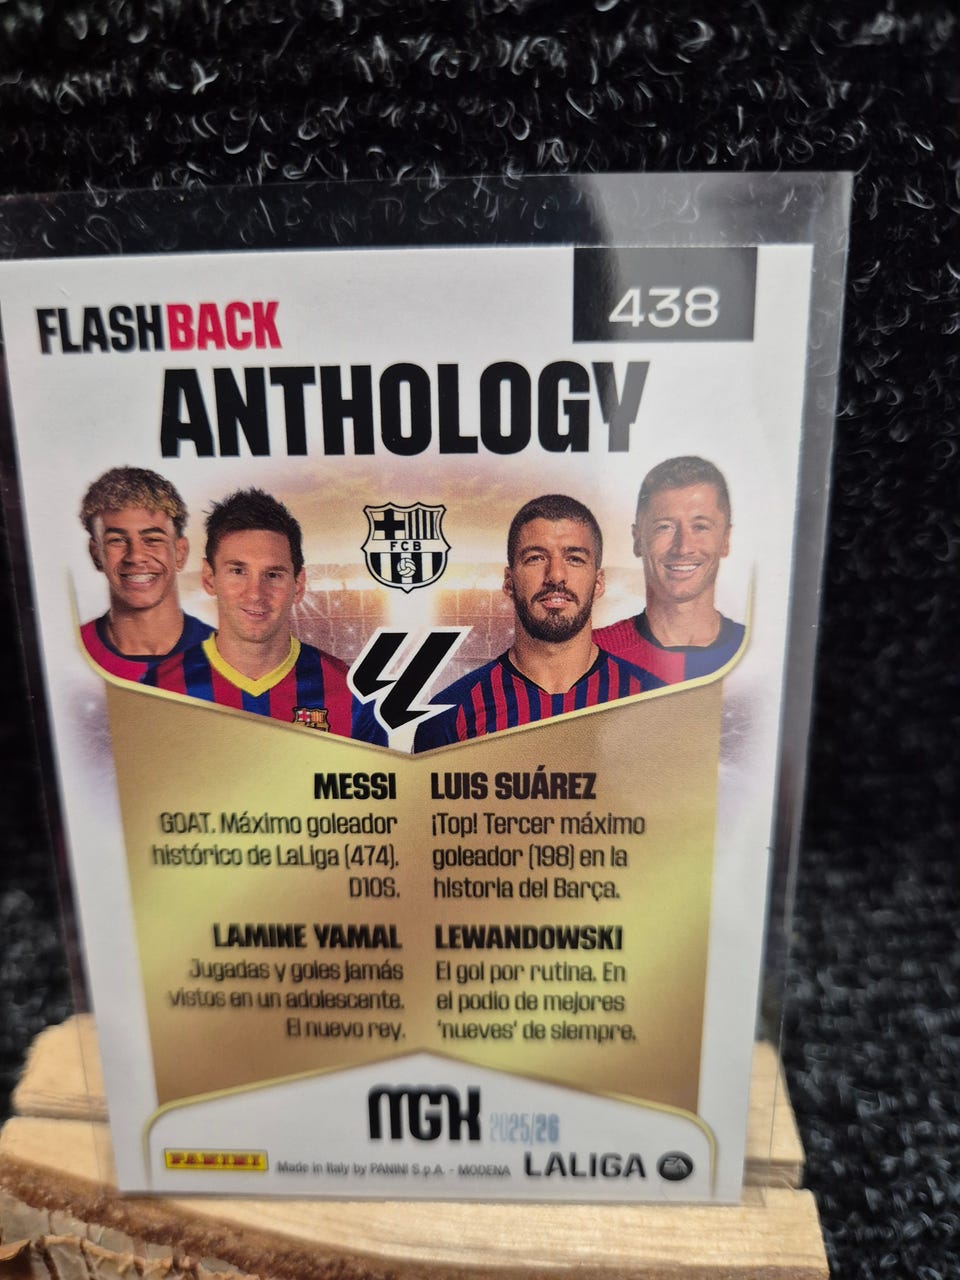 438
FLASHBACK
ANTHOLOGY
FCB
MESSI
GOAT. Máximo goleador
histórico de LaLiga (474).
D10S.
LUIS SUÁREZ
¡Top! Tercer máximo
goleador (198) en la
historia del Barça.
LAMINE YAMAL
Jugadas y goles jamás
vistos en un adolescente.
El nuevo rey.
LEWANDOWSKI
El gol por rutina. En
el podio de mejores
'nueves' de siempre.
MGK 2025/26
PANINI Made in Italy by PANINI S.p.A. - MODENA LALIGA